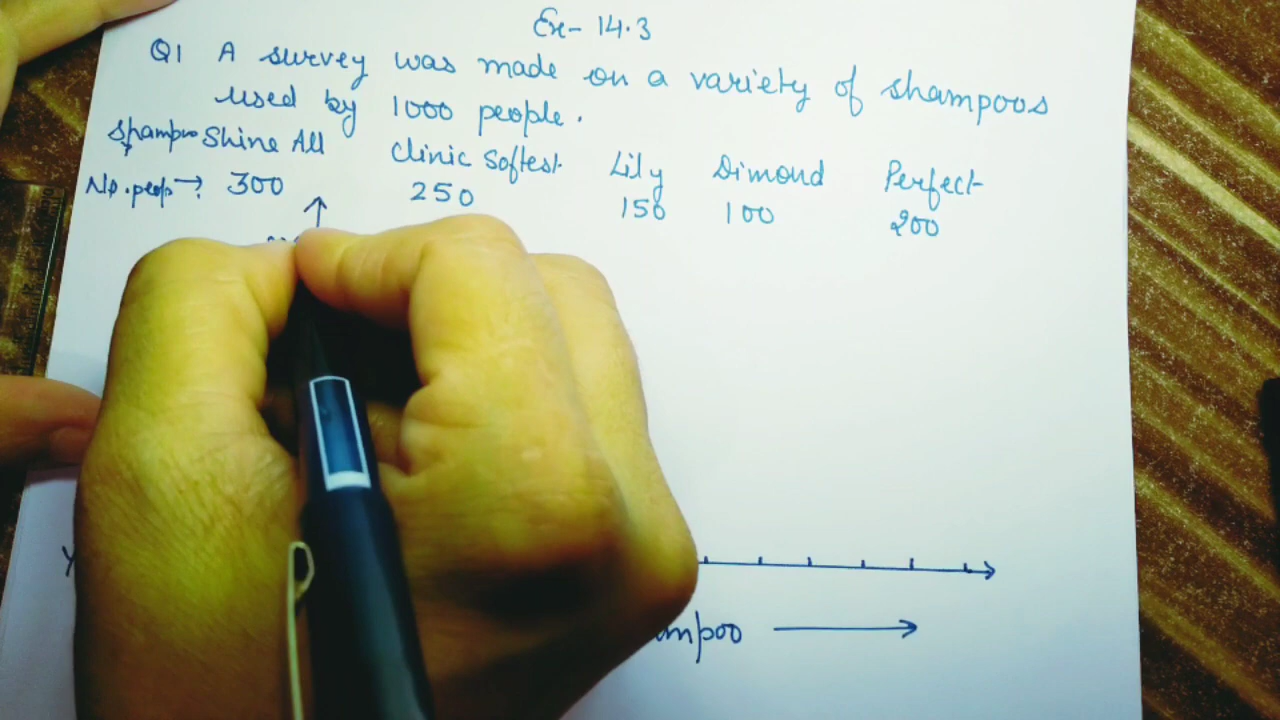 Ex- 14.3
Q1 A survey was made on a variety of shampoos
used by 1000 people.
Shampoo Shine All Clinic Softest Lily Dimond Perfect
No. peop → 300 250 150 100 200
mpoo